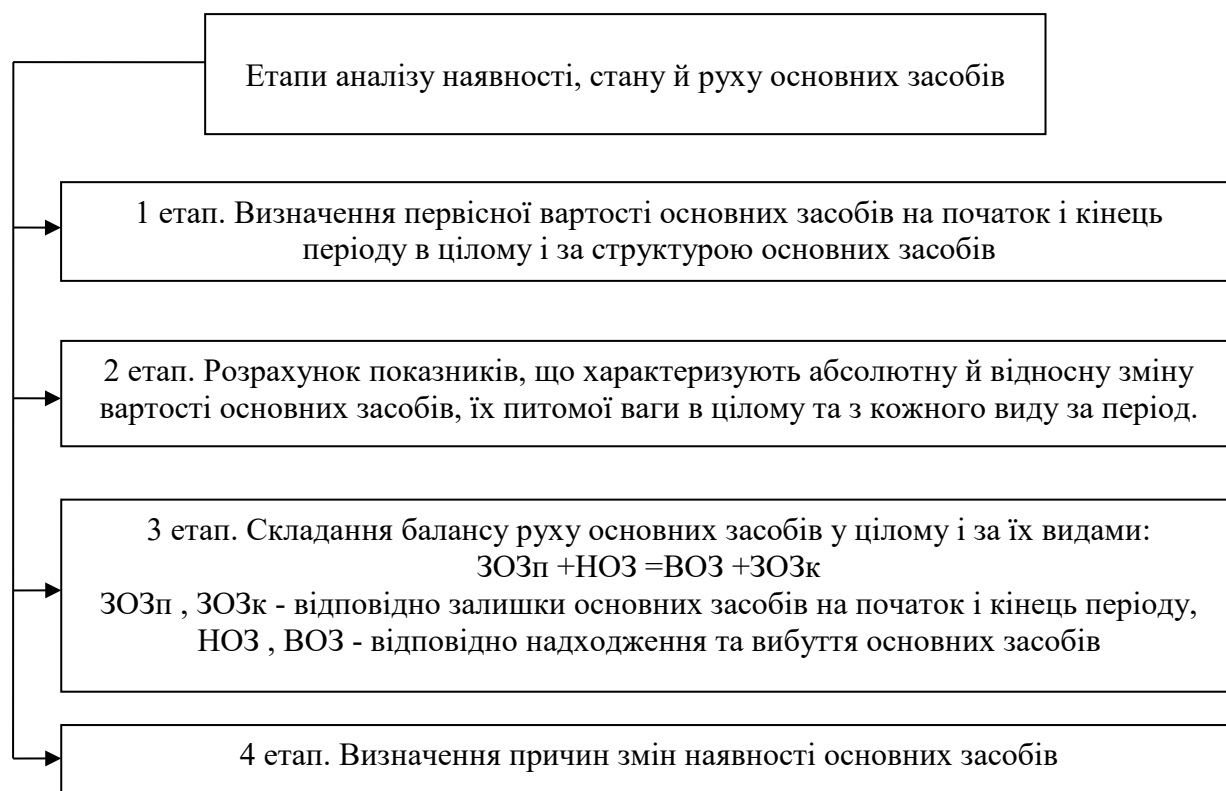 Етапи аналізу наявності, стану й руху основних засобів
1 етап. Визначення первісної вартості основних засобів на початок і кінець
періоду в цілому і за структурою основних засобів
2 етап. Розрахунок показників, що характеризують абсолютну й відносну зміну
вартості основних засобів, їх питомої ваги в цілому та з кожного виду за період.
3 етап. Складання балансу руху основних засобів у цілому і за їх видами:
ЗОЗп +НОЗ =ВОЗ +ЗОЗк
ЗОЗп , ЗОЗк - відповідно залишки основних засобів на початок і кінець періоду,
НОЗ , ВОЗ - відповідно надходження та вибуття основних засобів
4 етап. Визначення причин змін наявності основних засобів